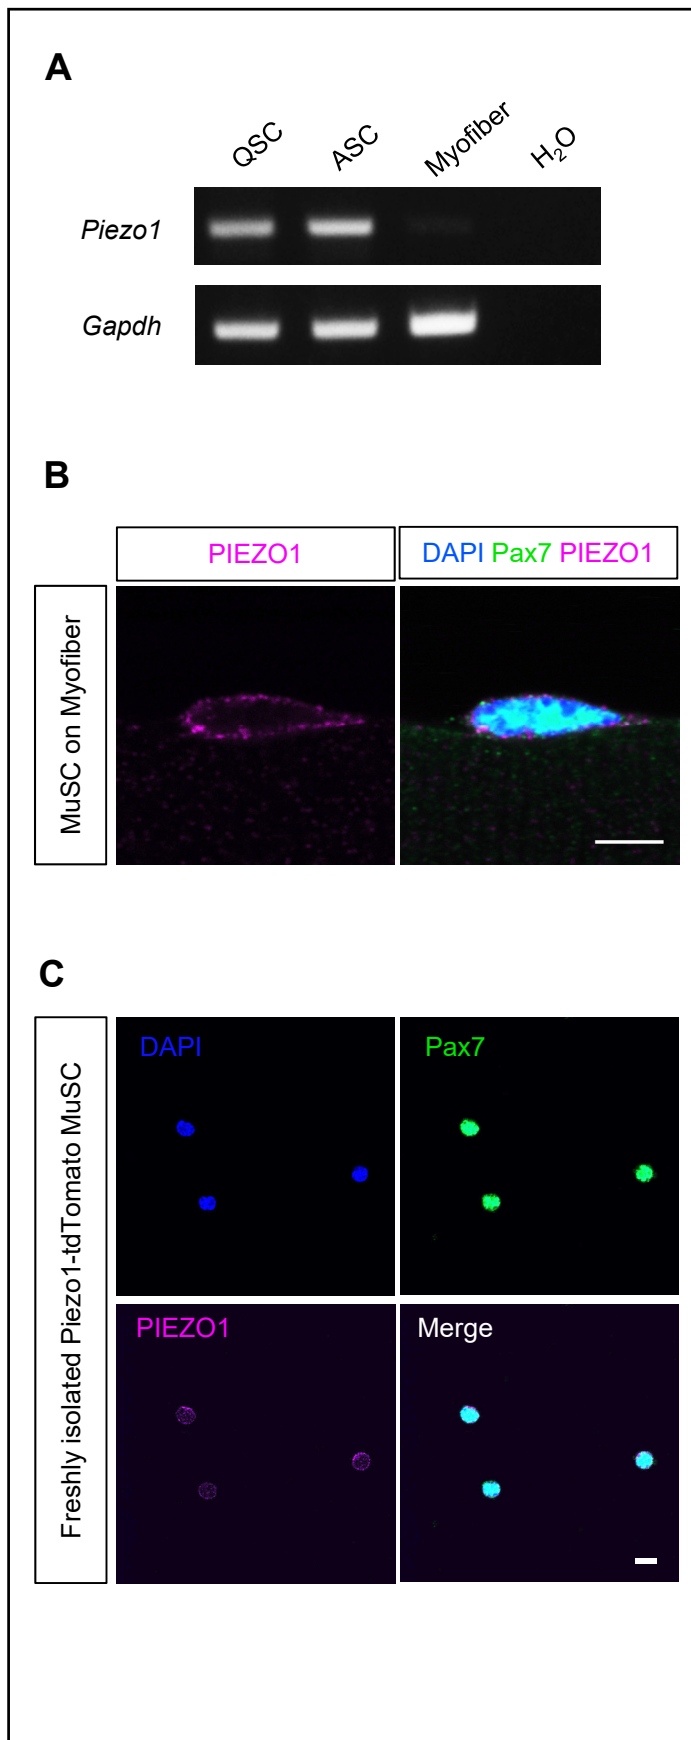 A
QSC ASC Myofiber H₂O
Piezo1
Gapdh
B
PIEZO1 DAPI Pax7 PIEZO1
MuSC on Myofiber
C
Freshly isolated Piezo1-tdTomato MuSC
DAPI Pax7
PIEZO1 Merge